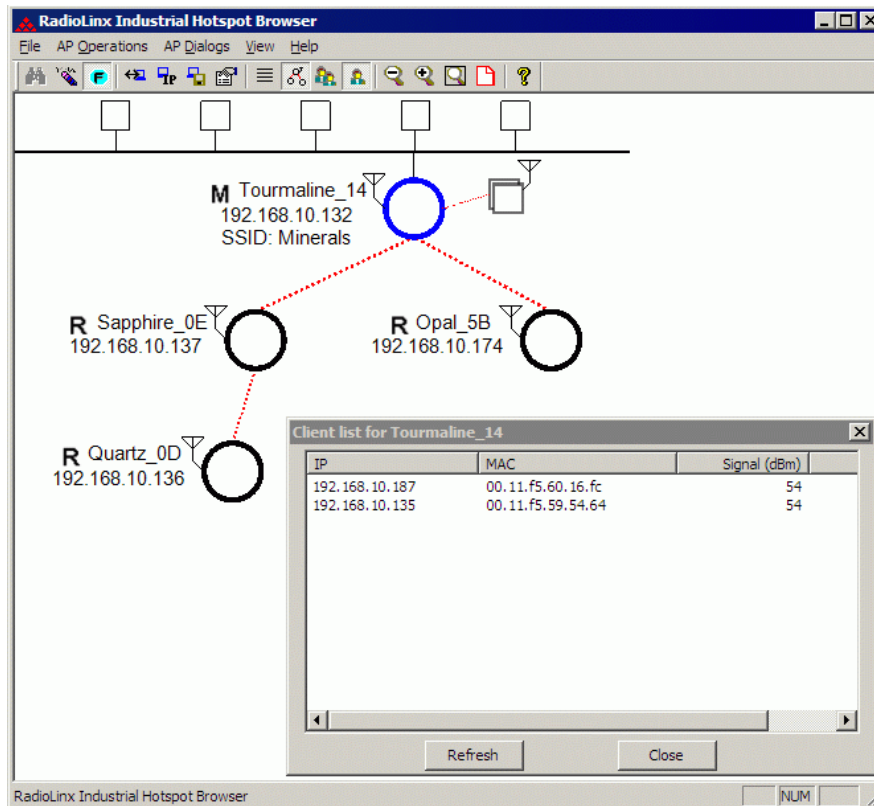 RadioLinx Industrial Hotspot Browser
File AP Operations AP Dialogs View Help
F IP ?
M Tourmaline_14
192.168.10.132
SSID: Minerals
R Sapphire_0E
192.168.10.137
R Opal_5B
192.168.10.174
R Quartz_0D
192.168.10.136
Client list for Tourmaline_14
IP MAC Signal (dBm)
192.168.10.187 00.11.f5.60.16.fc 54
192.168.10.135 00.11.f5.59.54.64 54
Refresh Close
RadioLinx Industrial Hotspot Browser NUM